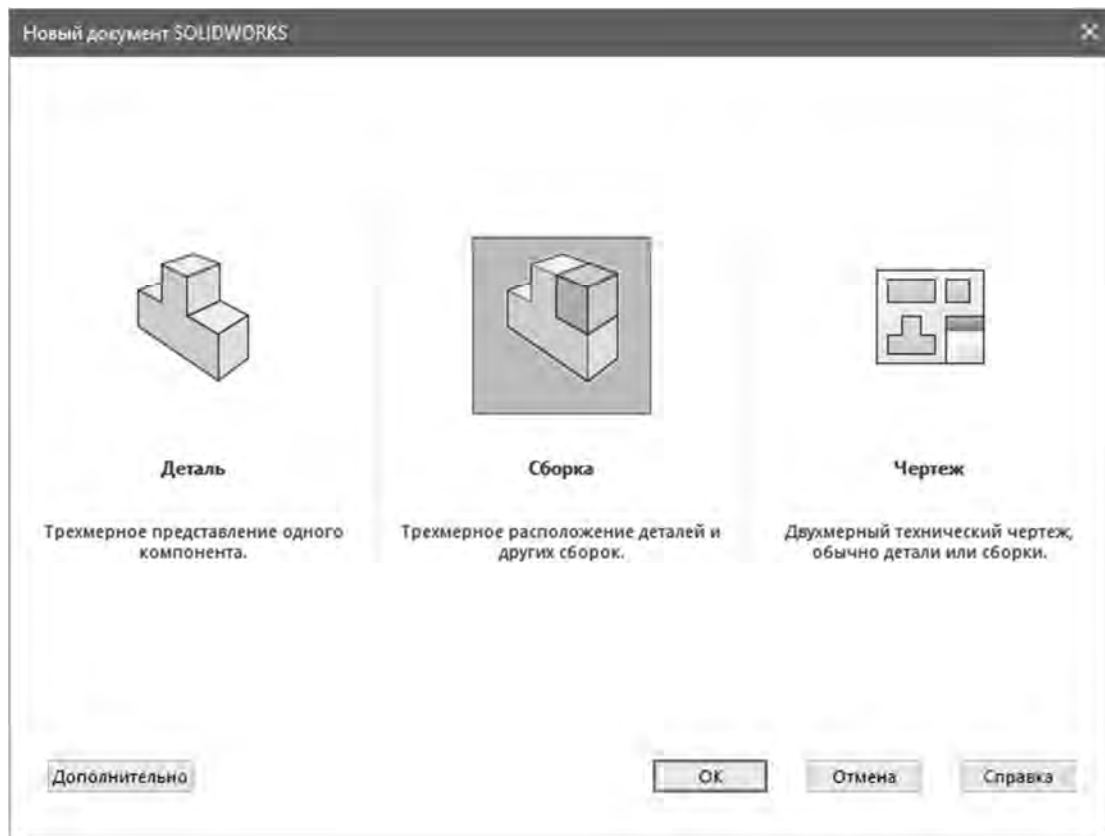 Новый документ SOLIDWORKS
Деталь
Трехмерное представление одного
компонента.
Сборка
Трехмерное расположение деталей и
других сборок.
Чертеж
Двухмерный технический чертеж,
обычно детали или сборки.
Дополнительно
ОК
Отмена
Справка